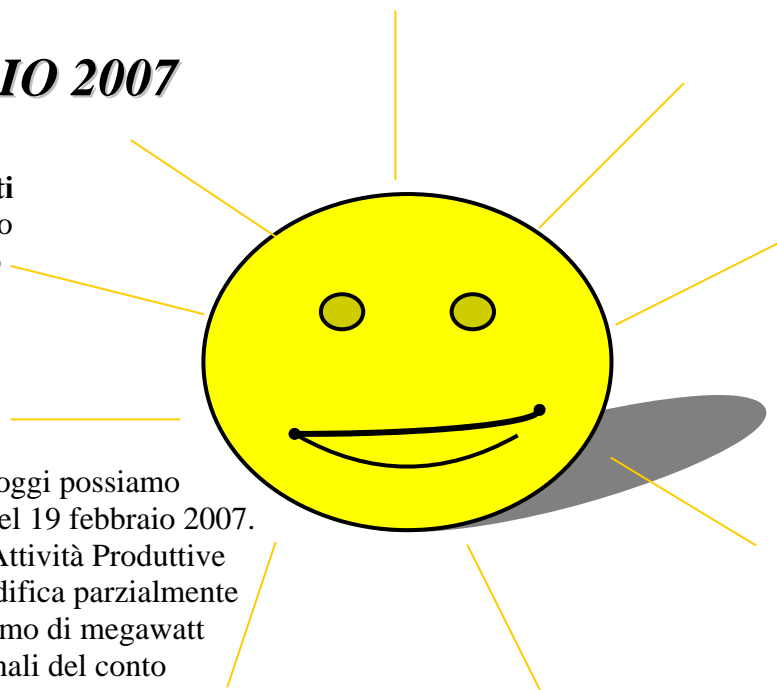 IO 2007
ti
o
oggi possiamo
el 19 febbraio 2007.
Attività Produttive
difica parzialmente
mo di megawatt
nali del conto